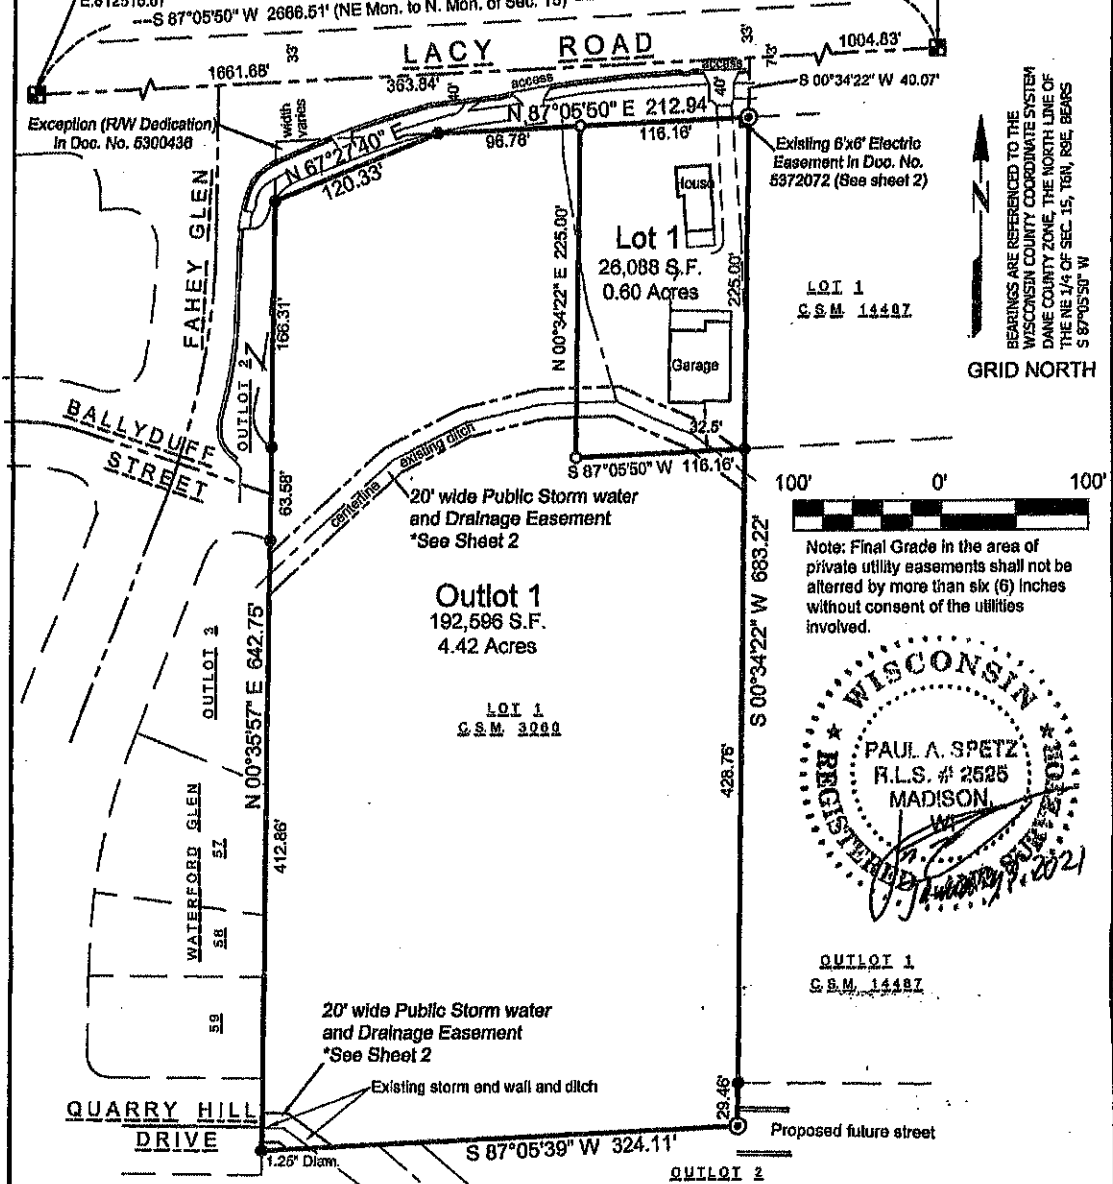 E:812516.61
S 87°05'50" W 2666.51' (NE Mon. to N. Mon. of Sec. 15)
1661.68'
33'
LACY ROAD
33'
7.3'
1004.83'
363.84'
40'
access
access
40'
S 00°34'22" W 40.07'
Exception (R/W Dedication)
in Doc. No. 5300436
width
varies
N 67°27'40" E
120.33'
N 87°05'50" E 212.94'
96.78'
116.16'
Existing 6'x6' Electric
Easement in Doc. No.
5372072 (See sheet 2)
BEARINGS ARE REFERENCED TO THE
WISCONSIN COUNTY COORDINATE SYSTEM
DANE COUNTY ZONE, THE NORTH LINE OF
THE NE 1/4 OF SEC. 15, T6N, R8E, BEARS
S 87°05'50" W
N
GRID NORTH
FAHEY GLEN
House
Lot 1
26,088 S.F.
0.60 Acres
N 00°34'22" E 225.00'
225.00'
LOT 1
C.S.M. 14487
166.31'
OUTLOT 2
Garage
BALLYDUFF
STREET
63.58'
centerline existing ditch
32.5'
S 87°05'50" W 116.16'
20' wide Public Storm water
and Drainage Easement
*See Sheet 2
100' 0' 100'
Note: Final Grade in the area of
private utility easements shall not be
alterred by more than six (6) inches
without consent of the utilities
involved.
Outlot 1
192,596 S.F.
4.42 Acres
N 00°35'57" E 642.75'
S 00°34'22" W 683.22'
OUTLOT 3
LOT 1
C.S.M. 3060
WISCONSIN
REGISTERED
SURVEYOR
PAUL A. SPETZ
R.L.S. # 2525
MADISON,
WI
2021
428.76'
412.86'
WATERFORD GLEN
57
58
59
OUTLOT 1
C.S.M. 14487
20' wide Public Storm water
and Drainage Easement
*See Sheet 2
Existing storm end wall and ditch
QUARRY HILL
DRIVE
29.46'
1.25" Diam.
S 87°05'39" W 324.11'
Proposed future street
OUTLOT 2